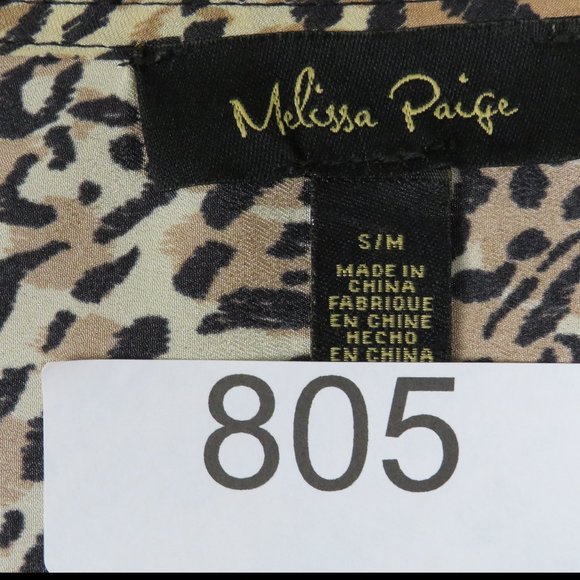 Melissa Paige
S/M
MADE IN
CHINA
FABRIQUE
EN CHINE
HECHO
EN CHINA
805